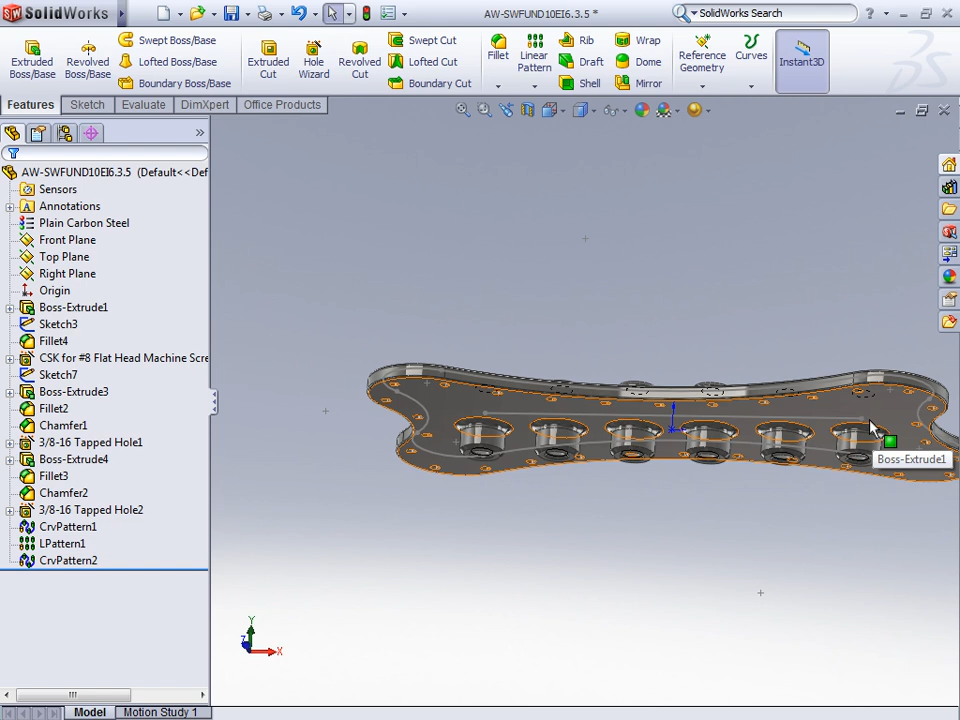 SolidWorks
AW-SWFUND10EI6.3.5 *
SolidWorks Search
Extruded Boss/Base
Revolved Boss/Base
Swept Boss/Base
Lofted Boss/Base
Boundary Boss/Base
Extruded Cut
Hole Wizard
Revolved Cut
Swept Cut
Lofted Cut
Boundary Cut
Fillet
Linear Pattern
Rib
Draft
Shell
Wrap
Dome
Mirror
Reference Geometry
Curves
Instant3D
Features
Sketch
Evaluate
DimXpert
Office Products
AW-SWFUND10EI6.3.5 (Default<<Def
Sensors
Annotations
Plain Carbon Steel
Front Plane
Top Plane
Right Plane
Origin
Boss-Extrude1
Sketch3
Fillet4
CSK for #8 Flat Head Machine Scre
Sketch7
Boss-Extrude3
Fillet2
Chamfer1
3/8-16 Tapped Hole1
Boss-Extrude4
Fillet3
Chamfer2
3/8-16 Tapped Hole2
CrvPattern1
LPattern1
CrvPattern2
Boss-Extrude1
Y
Z
X
Model
Motion Study 1